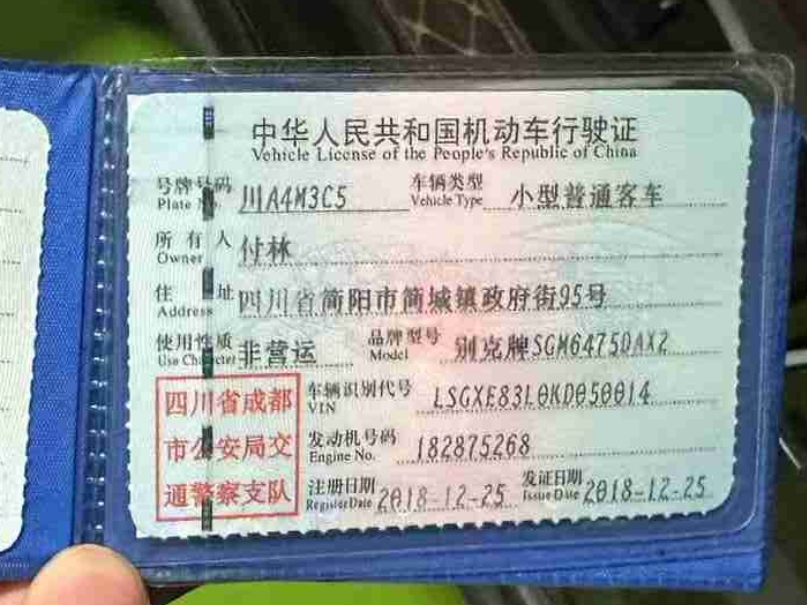 中华人民共和国机动车行驶证
Vehicle License of the People's Republic of China
号牌号码 川A4M3C5 车辆类型 小型普通客车
Plate No. Vehicle Type
所有人 付林
Owner
住址 四川省简阳市简城镇政府街95号
Address
使用性质 非营运 品牌型号 别克牌SGM6475DAX2
Use Character Model
四川省成都 车辆识别代号 LSGXE83L0KD050014
VIN
市公安局交 发动机号码 182875268
Engine No.
通警察支队 注册日期 2018-12-25 发证日期 2018-12-25
Register Date Issue Date